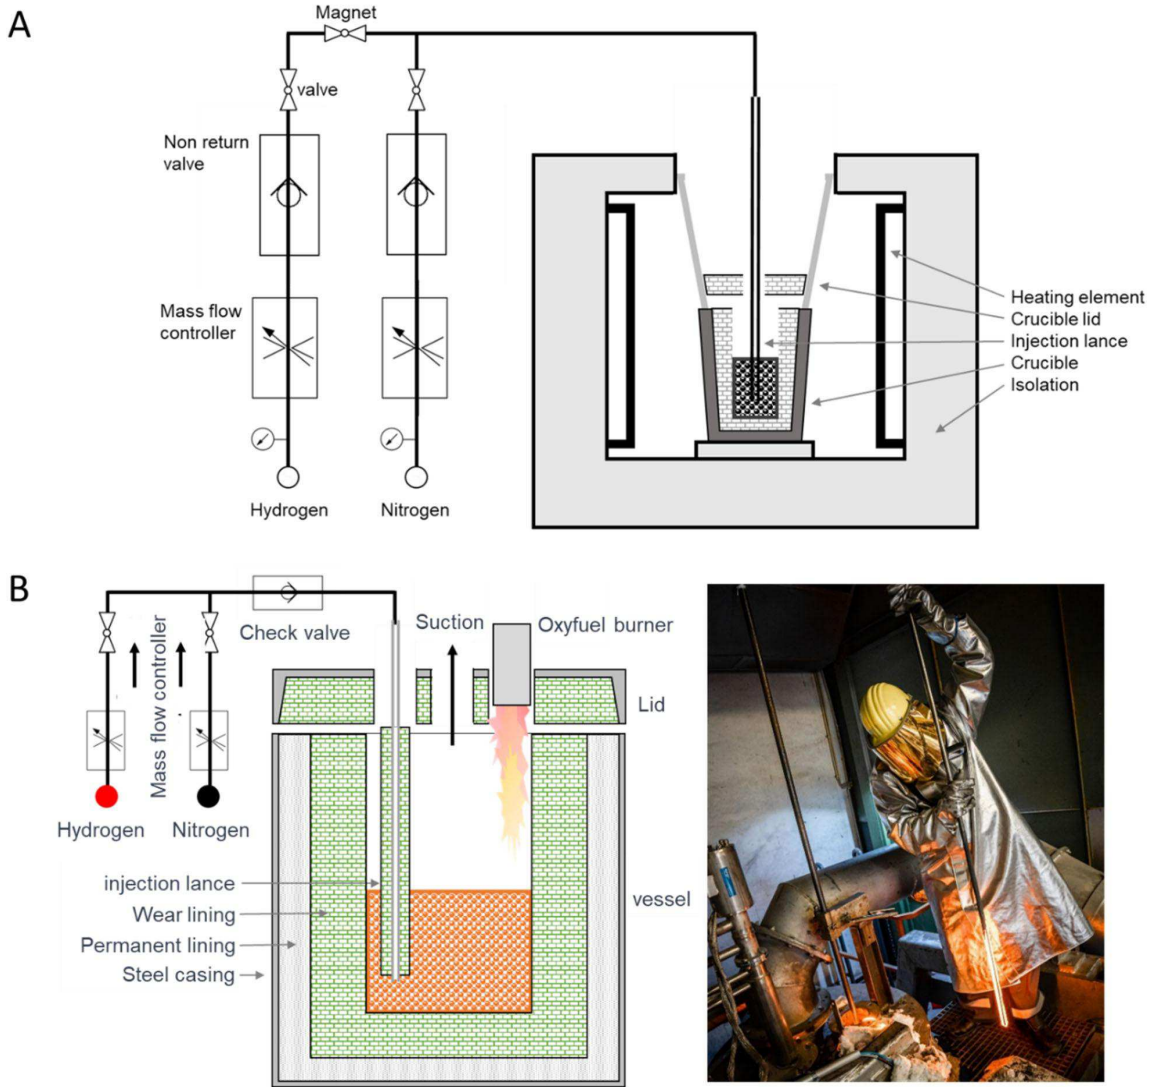 A
Magnet
valve
Non return
valve
Mass flow
controller
Hydrogen
Nitrogen
Heating element
Crucible lid
Injection lance
Crucible
Isolation
B
Check valve
Suction
Oxyfuel burner
Mass flow controller
Lid
Hydrogen
Nitrogen
injection lance
Wear lining
Permanent lining
Steel casing
vessel